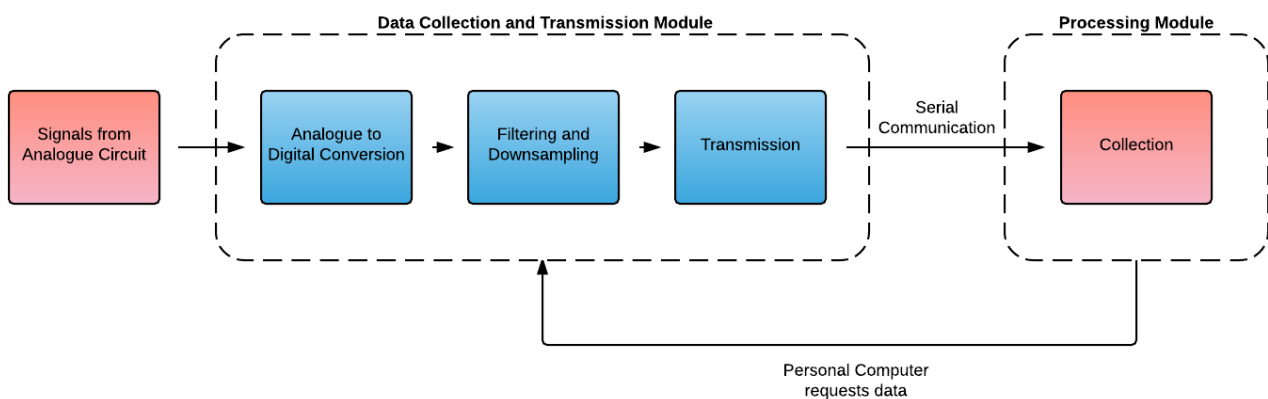 Data Collection and Transmission Module
Processing Module
Signals from
Analogue Circuit
Analogue to
Digital Conversion
Filtering and
Downsampling
Transmission
Serial
Communication
Collection
Personal Computer
requests data